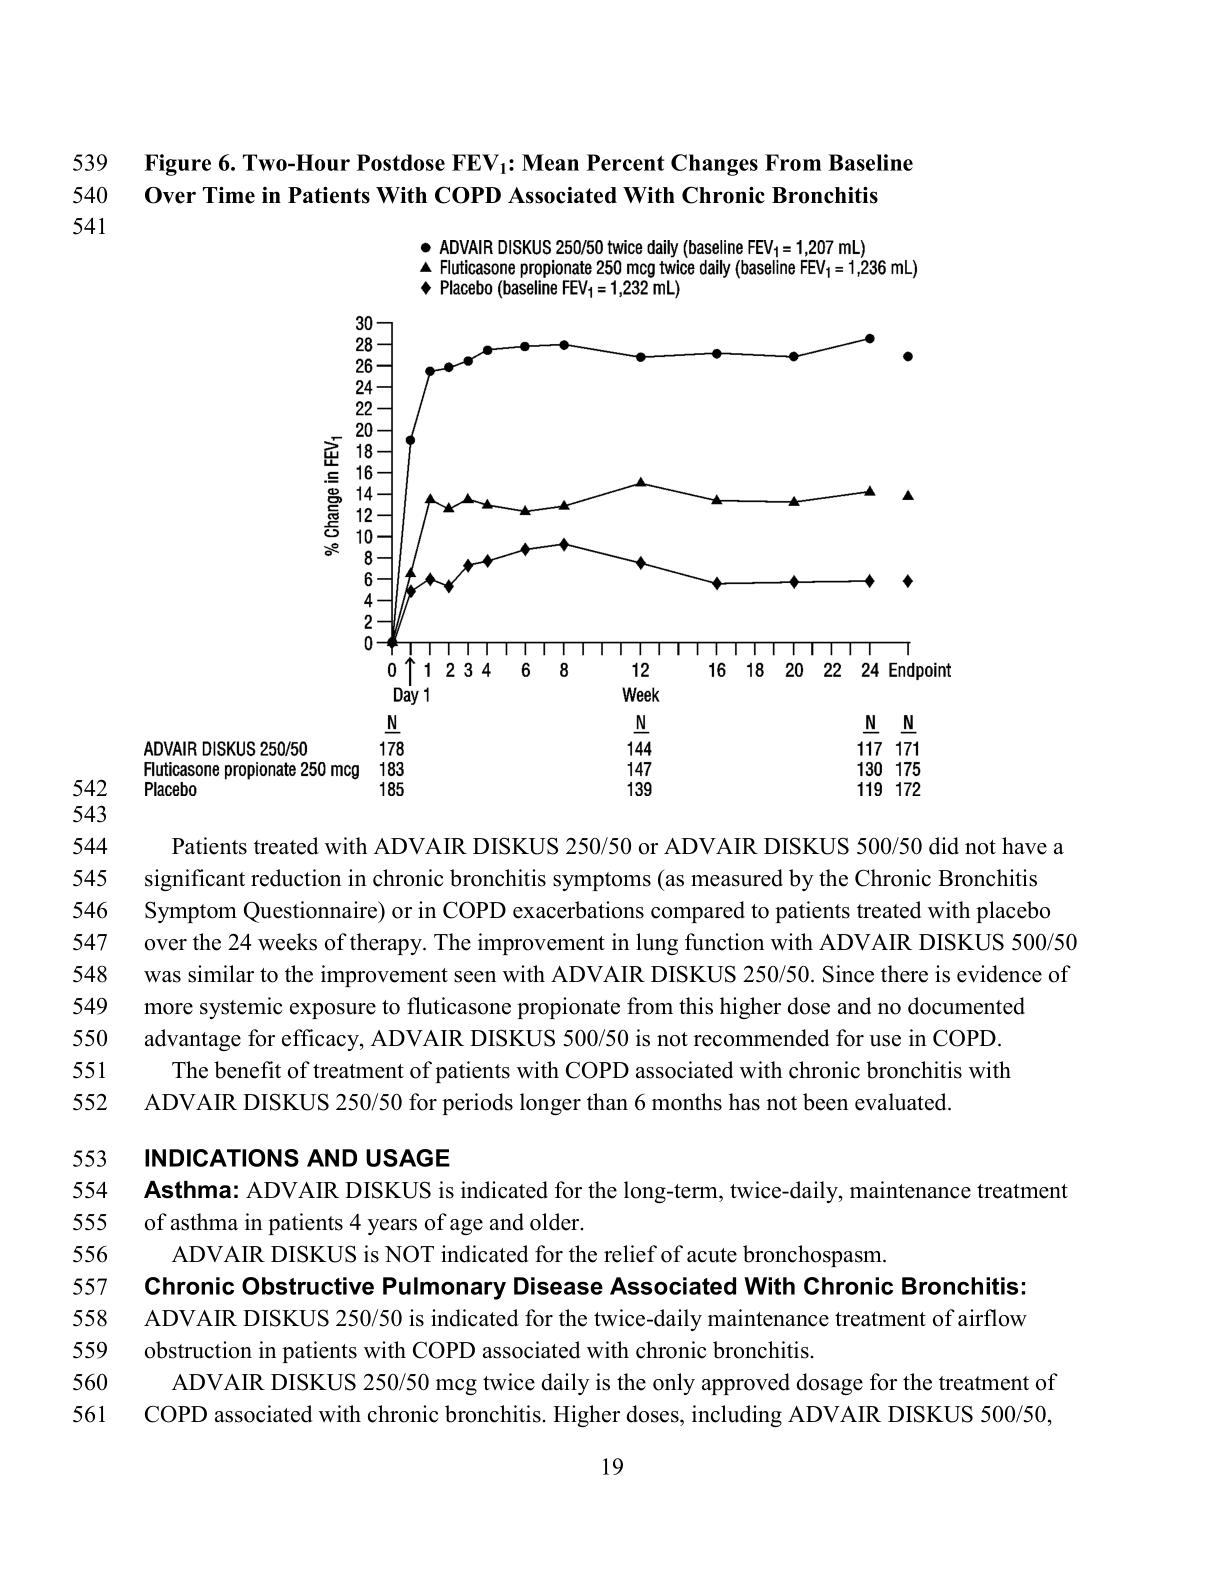 539 Figure 6. Two-Hour Postdose FEV1: Mean Percent Changes From Baseline
540 Over Time in Patients With COPD Associated With Chronic Bronchitis
541
● ADVAIR DISKUS 250/50 twice daily (baseline FEV1 = 1,207 mL)
▲ Fluticasone propionate 250 mcg twice daily (baseline FEV1 = 1,236 mL)
♦ Placebo (baseline FEV1 = 1,232 mL)
30
28
26
24
22
20
18
16
14
12
10
8
6
4
2
0
% Change in FEV1
0 1 2 3 4 6 8 12 16 18 20 22 24 Endpoint
Day 1 Week
N N N N
ADVAIR DISKUS 250/50 178 144 117 171
Fluticasone propionate 250 mcg 183 147 130 175
542 Placebo 185 139 119 172
543
544 Patients treated with ADVAIR DISKUS 250/50 or ADVAIR DISKUS 500/50 did not have a
545 significant reduction in chronic bronchitis symptoms (as measured by the Chronic Bronchitis
546 Symptom Questionnaire) or in COPD exacerbations compared to patients treated with placebo
547 over the 24 weeks of therapy. The improvement in lung function with ADVAIR DISKUS 500/50
548 was similar to the improvement seen with ADVAIR DISKUS 250/50. Since there is evidence of
549 more systemic exposure to fluticasone propionate from this higher dose and no documented
550 advantage for efficacy, ADVAIR DISKUS 500/50 is not recommended for use in COPD.
551 The benefit of treatment of patients with COPD associated with chronic bronchitis with
552 ADVAIR DISKUS 250/50 for periods longer than 6 months has not been evaluated.
553 INDICATIONS AND USAGE
554 Asthma: ADVAIR DISKUS is indicated for the long-term, twice-daily, maintenance treatment
555 of asthma in patients 4 years of age and older.
556 ADVAIR DISKUS is NOT indicated for the relief of acute bronchospasm.
557 Chronic Obstructive Pulmonary Disease Associated With Chronic Bronchitis:
558 ADVAIR DISKUS 250/50 is indicated for the twice-daily maintenance treatment of airflow
559 obstruction in patients with COPD associated with chronic bronchitis.
560 ADVAIR DISKUS 250/50 mcg twice daily is the only approved dosage for the treatment of
561 COPD associated with chronic bronchitis. Higher doses, including ADVAIR DISKUS 500/50,
19